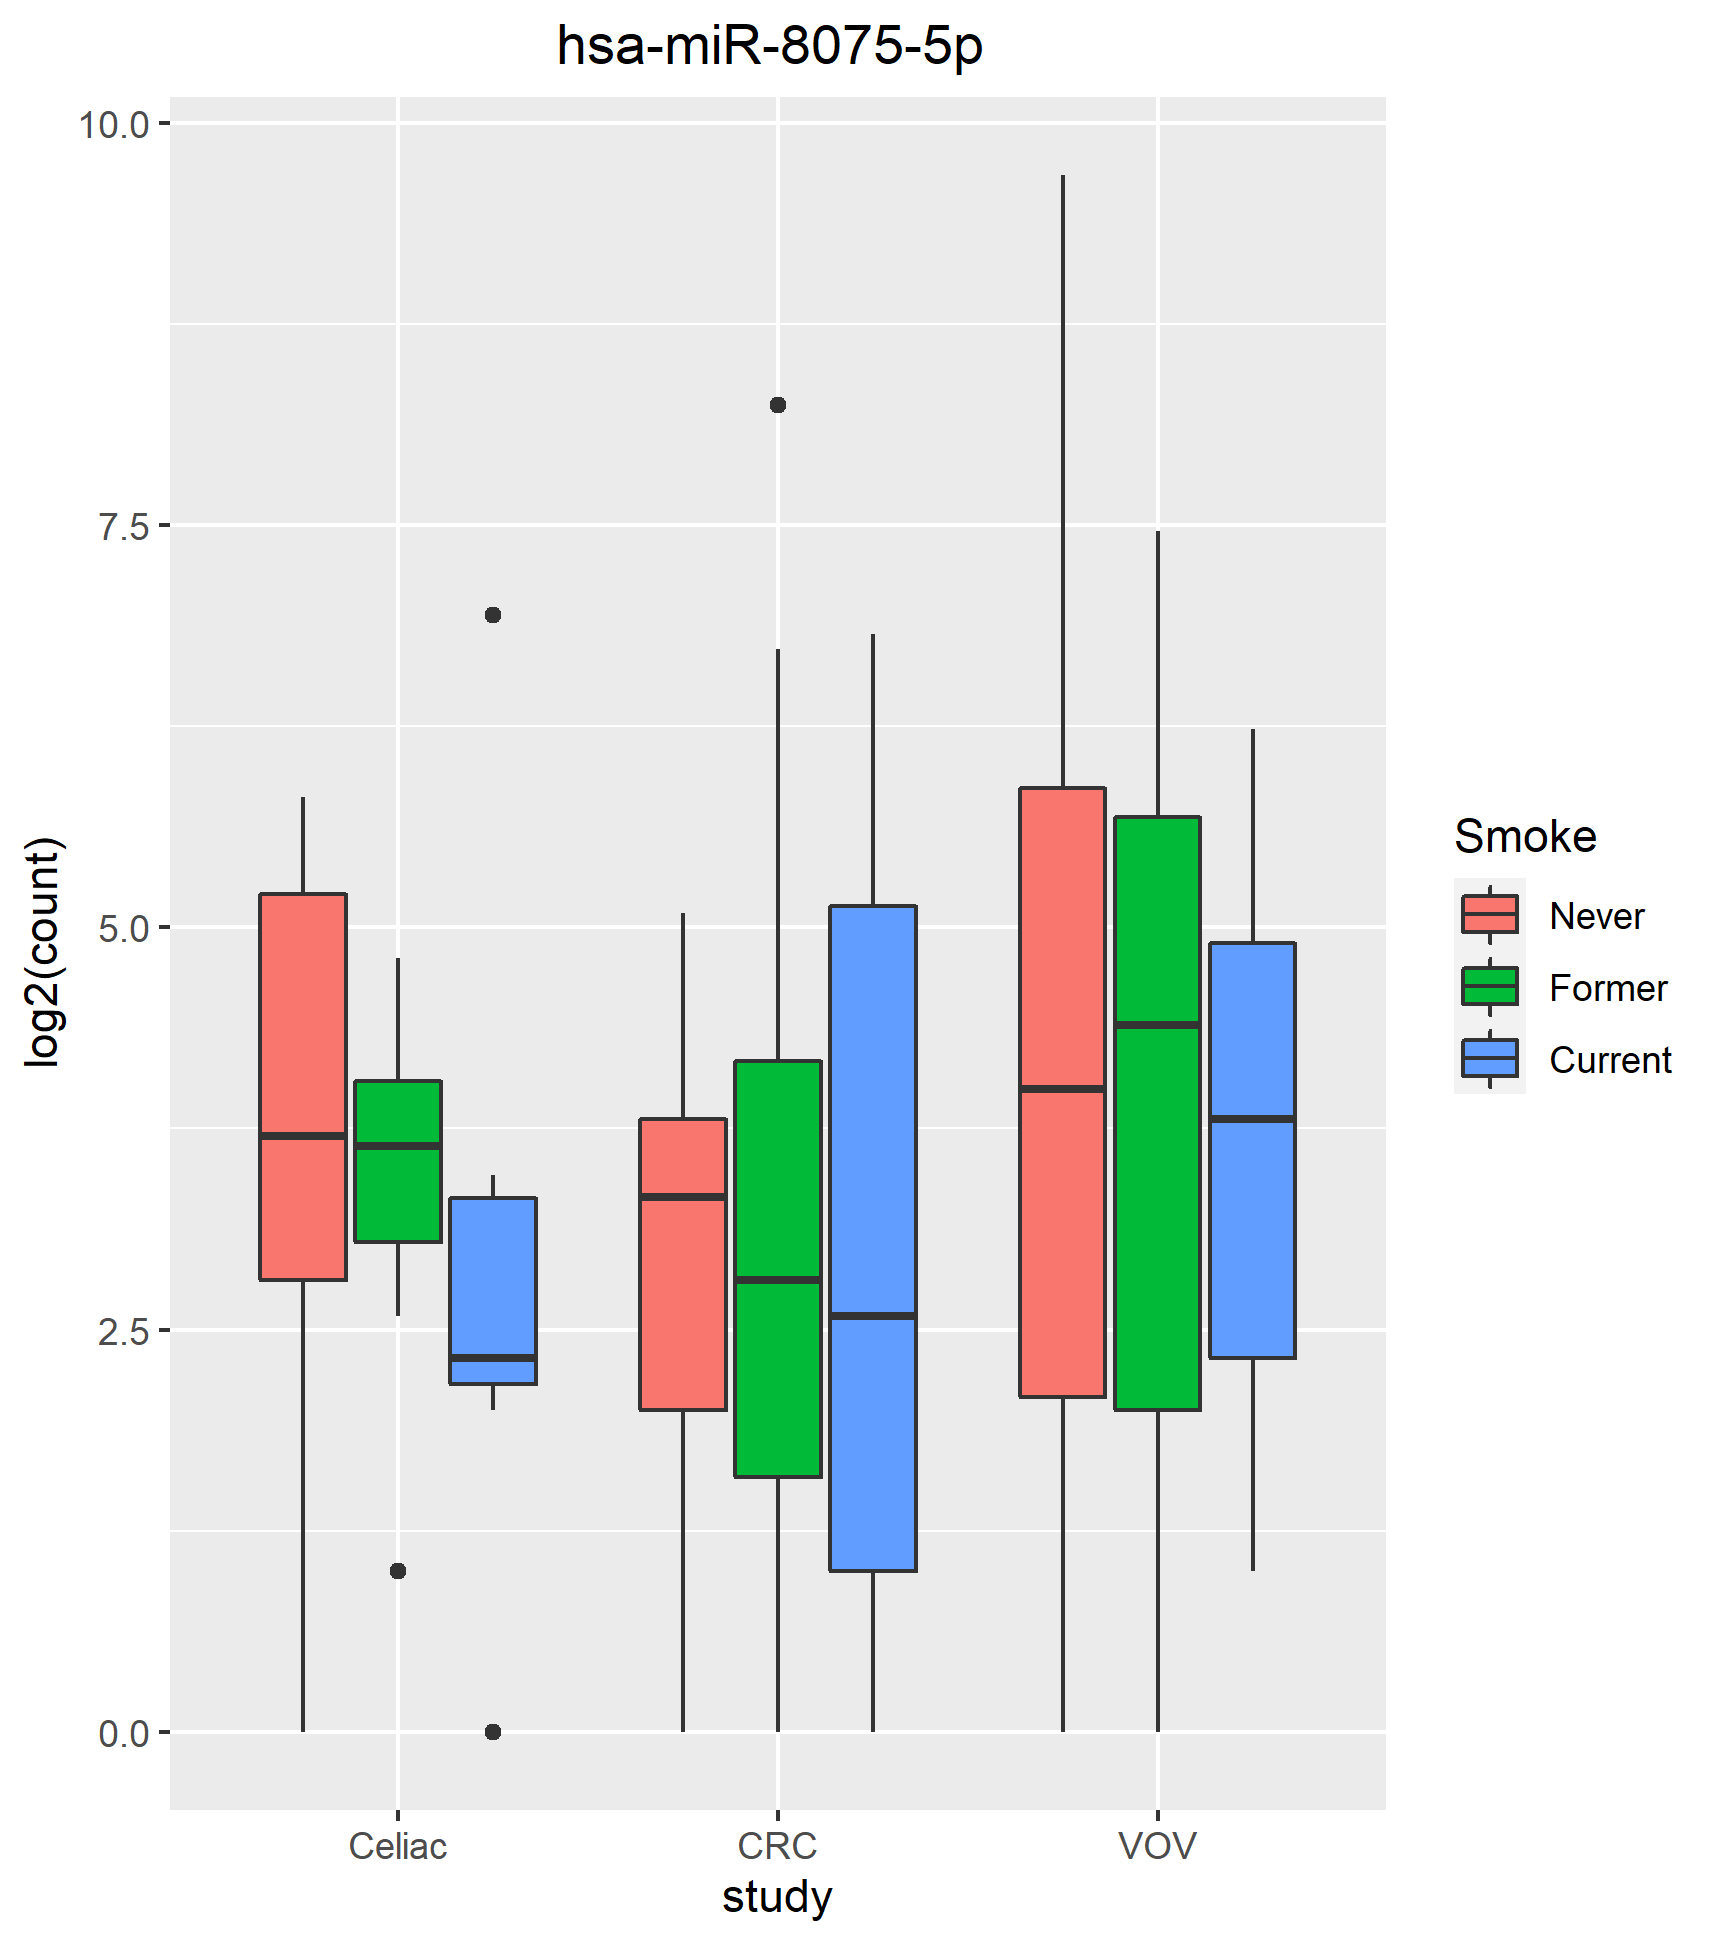 hsa-miR-8075-5p
10.0
7.5
5.0
2.5
0.0
log2(count)
Celiac CRC VOV
study
Smoke
Never
Former
Current